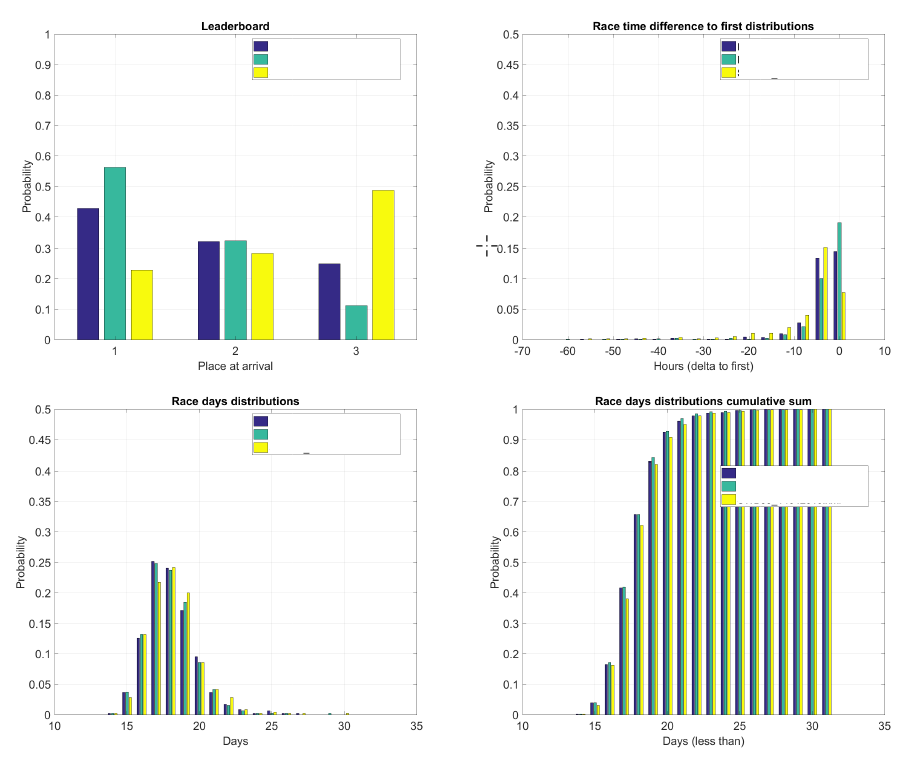 Leaderboard
1
0.9
0.8
0.7
0.6
0.5
0.4
0.3
0.2
0.1
0
Probability
1 2 3
Place at arrival
Race time difference to first distributions
0.5
0.45
0.4
0.35
0.3
0.25
0.2
0.15
0.1
0.05
0
Probability
-70 -60 -50 -40 -30 -20 -10 0 10
Hours (delta to first)
Race days distributions
0.5
0.45
0.4
0.35
0.3
0.25
0.2
0.15
0.1
0.05
0
Probability
10 15 20 25 30 35
Days
Race days distributions cumulative sum
1
0.9
0.8
0.7
0.6
0.5
0.4
0.3
0.2
0.1
0
Probability
10 15 20 25 30 35
Days (less than)